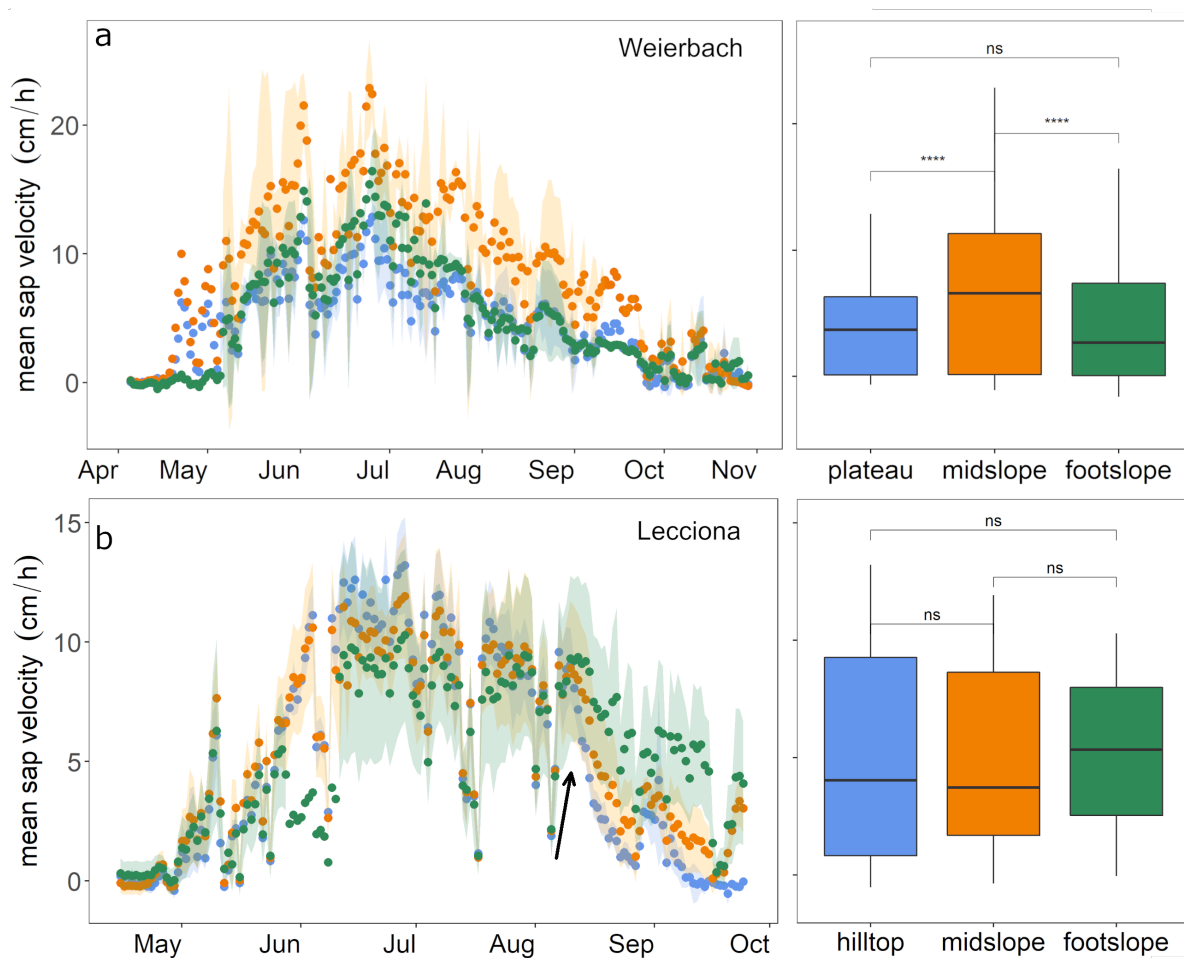 a
Weierbach
mean sap velocity (cm/h)
20
10
0
Apr May Jun Jul Aug Sep Oct Nov
ns
****
****
plateau midslope footslope
b
Lecciona
mean sap velocity (cm/h)
15
10
5
0
May Jun Jul Aug Sep Oct
ns
ns
ns
hilltop midslope footslope